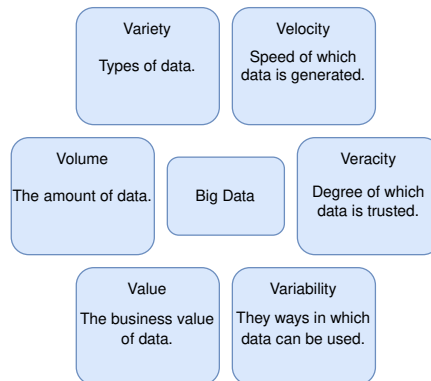 Variety
Types of data.
Velocity
Speed of which
data is generated.
Volume
The amount of data.
Big Data
Veracity
Degree of which
data is trusted.
Value
The business value
of data.
Variability
They ways in which
data can be used.